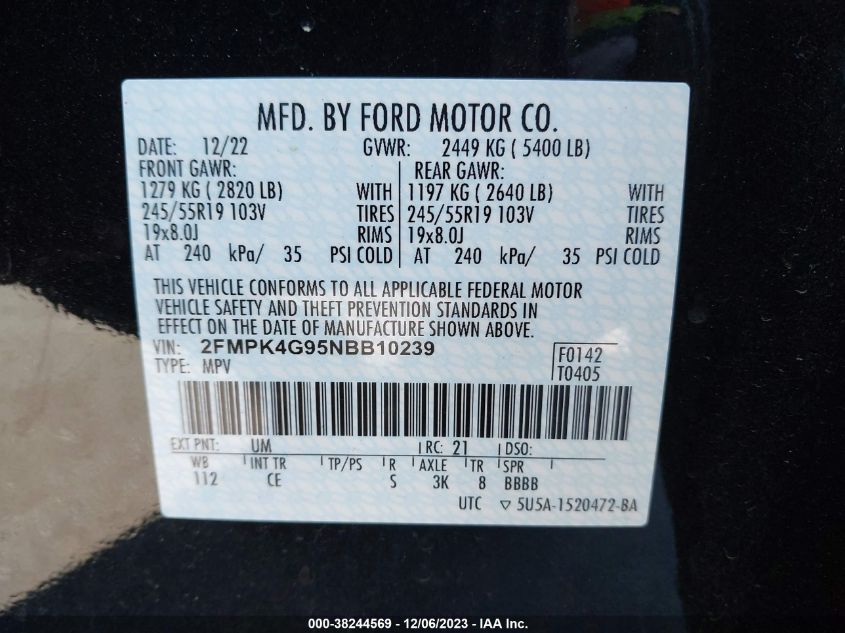 MFD. BY FORD MOTOR CO.
DATE: 12/22 GVWR: 2449 KG ( 5400 LB)
FRONT GAWR: REAR GAWR:
1279 KG ( 2820 LB) WITH 1197 KG ( 2640 LB) WITH
245/55R19 103V TIRES 245/55R19 103V TIRES
19x8.0J RIMS 19x8.0J RIMS
AT 240 kPa/ 35 PSI COLD AT 240 kPa/ 35 PSI COLD
THIS VEHICLE CONFORMS TO ALL APPLICABLE FEDERAL MOTOR
VEHICLE SAFETY AND THEFT PREVENTION STANDARDS IN
EFFECT ON THE DATE OF MANUFACTURE SHOWN ABOVE.
VIN: 2FMPK4G95NBB10239 F0142
TYPE: MPV T0405
EXT PNT: UM RC: 21 DSO:
WB INT TR TP/PS R AXLE TR SPR
112 CE S 3K 8 BBBB
UTC ▽ 5U5A-1520472-BA
000-38244569 - 12/06/2023 - IAA Inc.